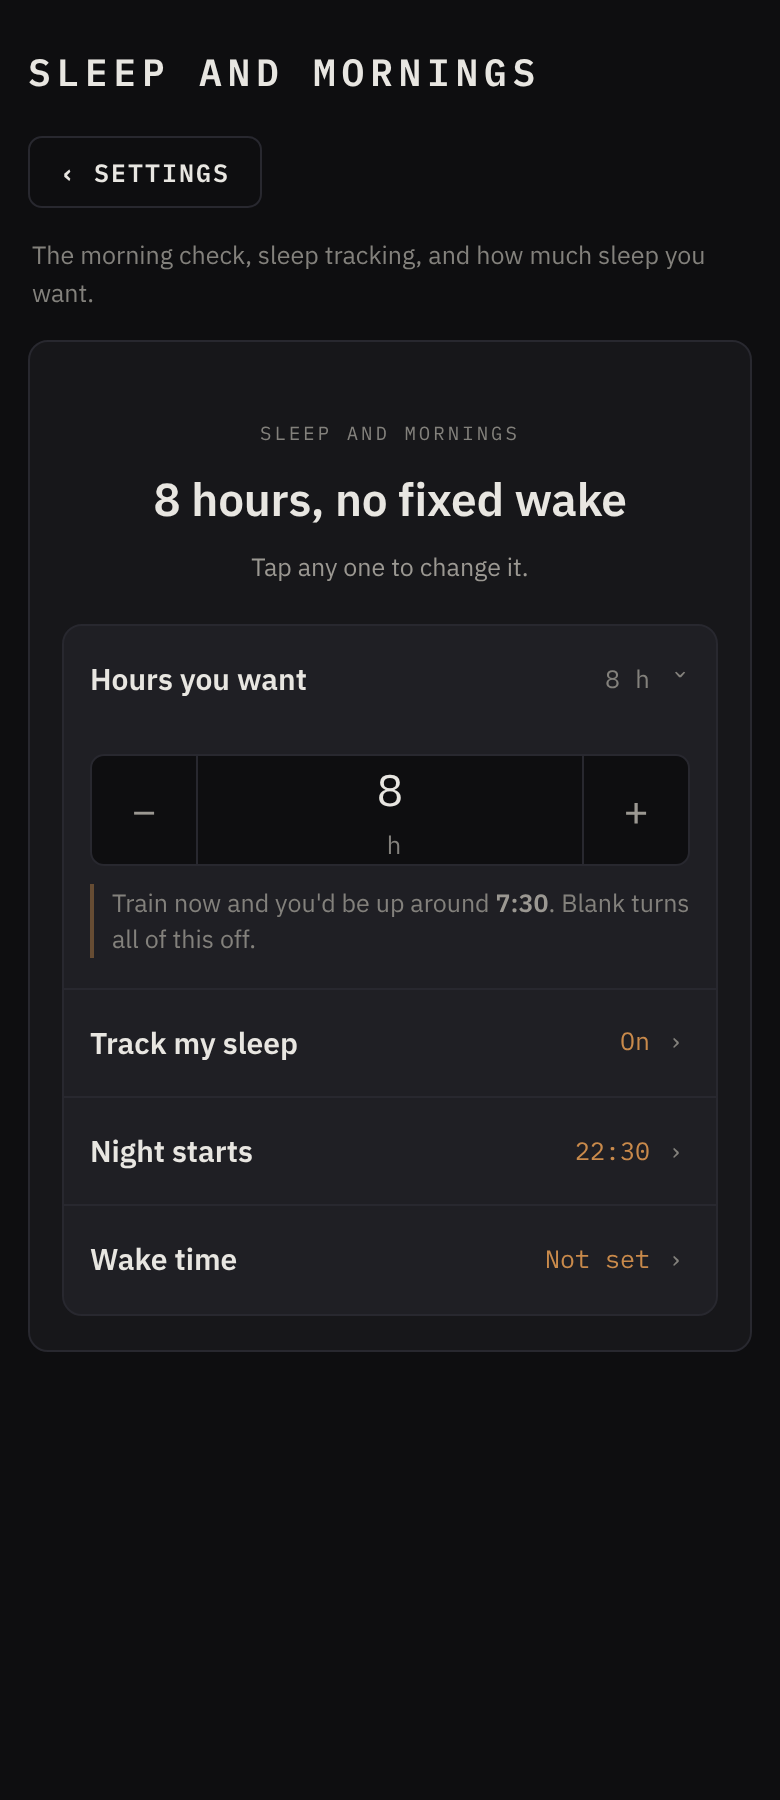 SLEEP AND MORNINGS
‹ SETTINGS
The morning check, sleep tracking, and how much sleep you
want.
SLEEP AND MORNINGS
8 hours, no fixed wake
Tap any one to change it.
Hours you want 8 h ⌄
− 8 +
h
Train now and you'd be up around 7:30. Blank turns
all of this off.
Track my sleep On ›
Night starts 22:30 ›
Wake time Not set ›